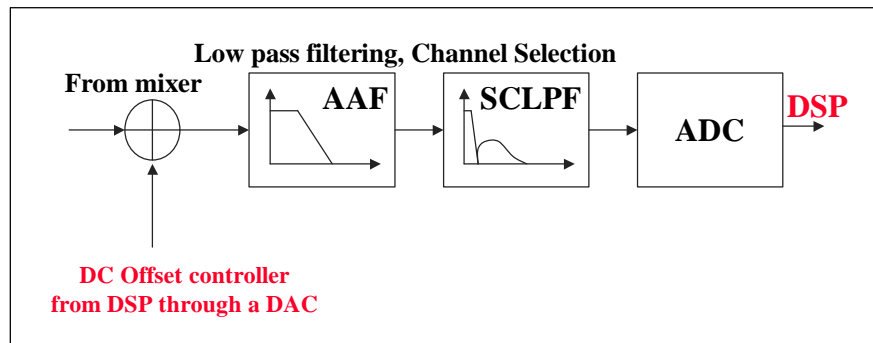 Low pass filtering, Channel Selection
From mixer
AAF
SCLPF
ADC
DSP
DC Offset controller
from DSP through a DAC